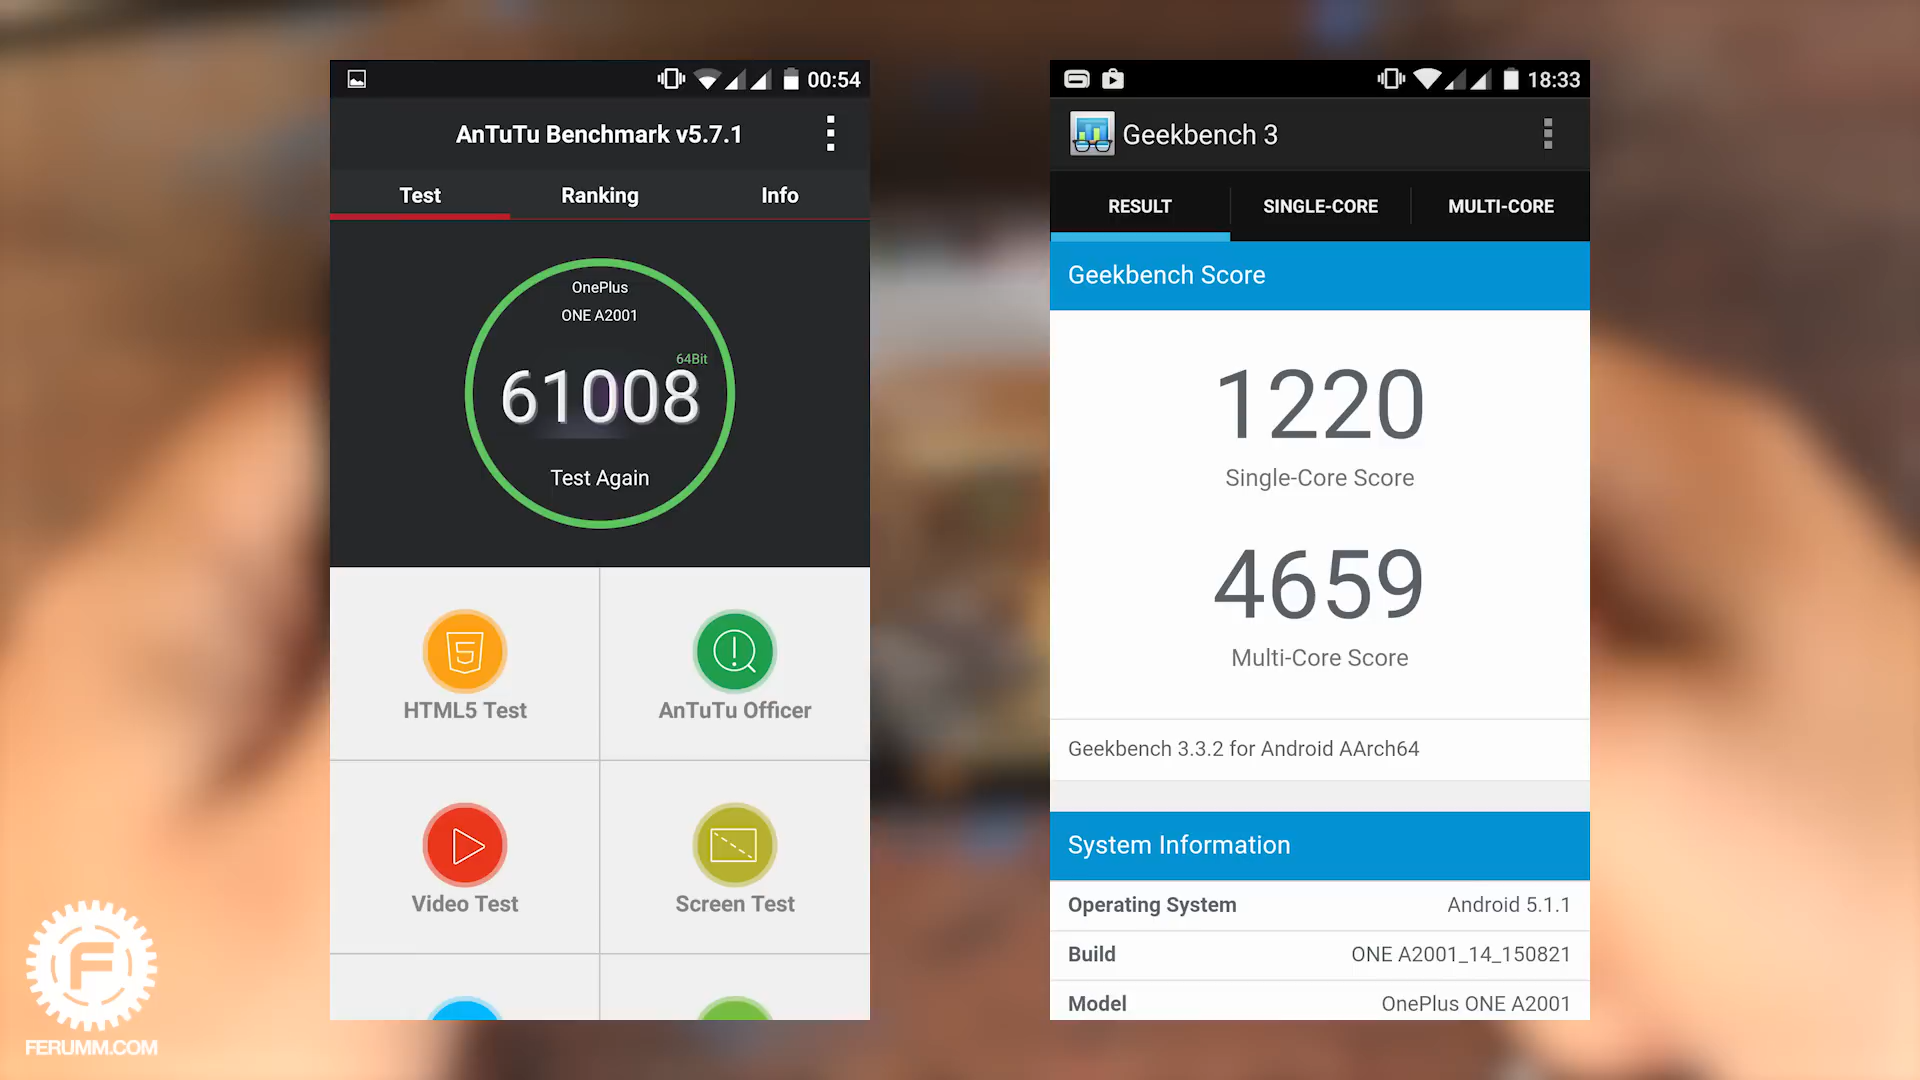 00:54
AnTuTu Benchmark v5.7.1
Test
Ranking
Info
OnePlus
ONE A2001
64Bit
61008
Test Again
HTML5 Test
AnTuTu Officer
Video Test
Screen Test
18:33
Geekbench 3
RESULT
SINGLE-CORE
MULTI-CORE
Geekbench Score
1220
Single-Core Score
4659
Multi-Core Score
Geekbench 3.3.2 for Android AArch64
System Information
Operating System Android 5.1.1
Build ONE A2001_14_150821
Model OnePlus ONE A2001
F
FERUMM.COM